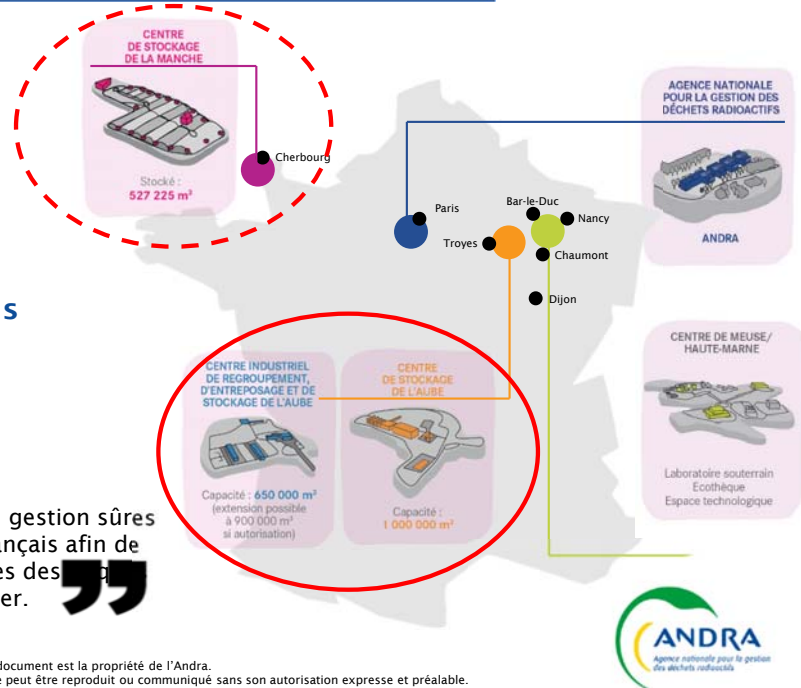 CENTRE
DE STOCKAGE
DE LA MANCHE
Stocké :
527 225 m³
Cherbourg
AGENCE NATIONALE
POUR LA GESTION DES
DÉCHETS RADIOACTIFS
ANDRA
Paris
Bar-le-Duc
Nancy
Troyes
Chaumont
Dijon
s
CENTRE INDUSTRIEL
DE REGROUPEMENT,
D'ENTREPOSAGE ET DE
STOCKAGE DE L'AUBE
Capacité : 650 000 m³
(extension possible
à 900 000 m³
si autorisation)
CENTRE
DE STOCKAGE
DE L'AUBE
Capacité :
1 000 000 m³
CENTRE DE MEUSE/
HAUTE-MARNE
Laboratoire souterrain
Ecothèque
Espace technologique
gestion sûres
ançais afin de
es des
er.
ANDRA
Agence nationale pour la gestion
des déchets radioactifs
document est la propriété de l'Andra.
e peut être reproduit ou communiqué sans son autorisation expresse et préalable.